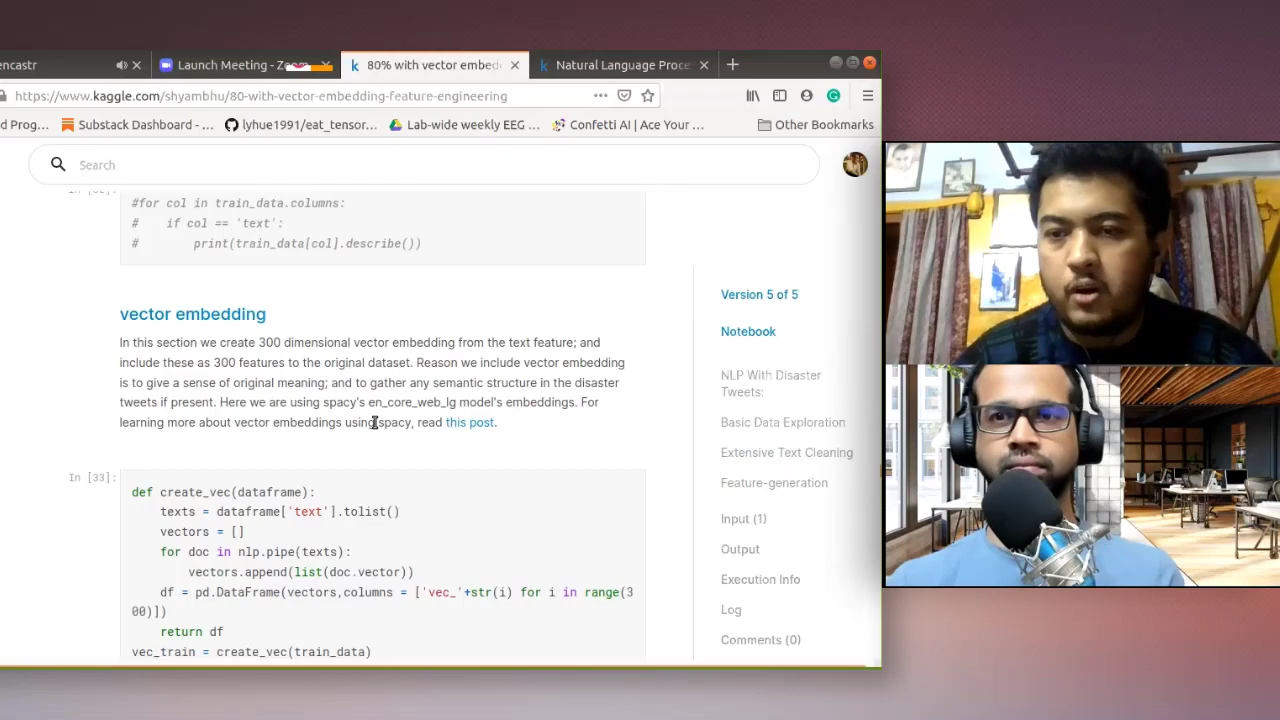 encastr
Launch Meeting - Zoom
k 80% with vector embed
k Natural Language Proce
https://www.kaggle.com/siyambhu/80-with-vector-embedding-feature-engineering
d Prog...
Substack Dashboard - ...
lyhue1991/eat_tensor...
Lab-wide weekly EEG ...
Confetti AI | Ace Your ...
Other Bookmarks
Search
#for col in train_data.columns:
#    if col == 'text':
#        print(train_data[col].describe())
vector embedding
In this section we create 300 dimensional vector embedding from the text feature; and
include these as 300 features to the original dataset. Reason we include vector embedding
is to give a sense of original meaning; and to gather any semantic structure in the disaster
tweets if present. Here we are using spacy's en_core_web_lg model's embeddings. For
learning more about vector embeddings using spacy, read this post.
In [33]:
def create_vec(dataframe):
    texts = dataframe['text'].tolist()
    vectors = []
    for doc in nlp.pipe(texts):
        vectors.append(list(doc.vector))
    df = pd.DataFrame(vectors,columns = ['vec_'+str(i) for i in range(3
00)])
    return df
vec_train = create_vec(train_data)
Version 5 of 5
Notebook
NLP With Disaster
Tweets:
Basic Data Exploration
Extensive Text Cleaning
Feature-generation
Input (1)
Output
Execution Info
Log
Comments (0)